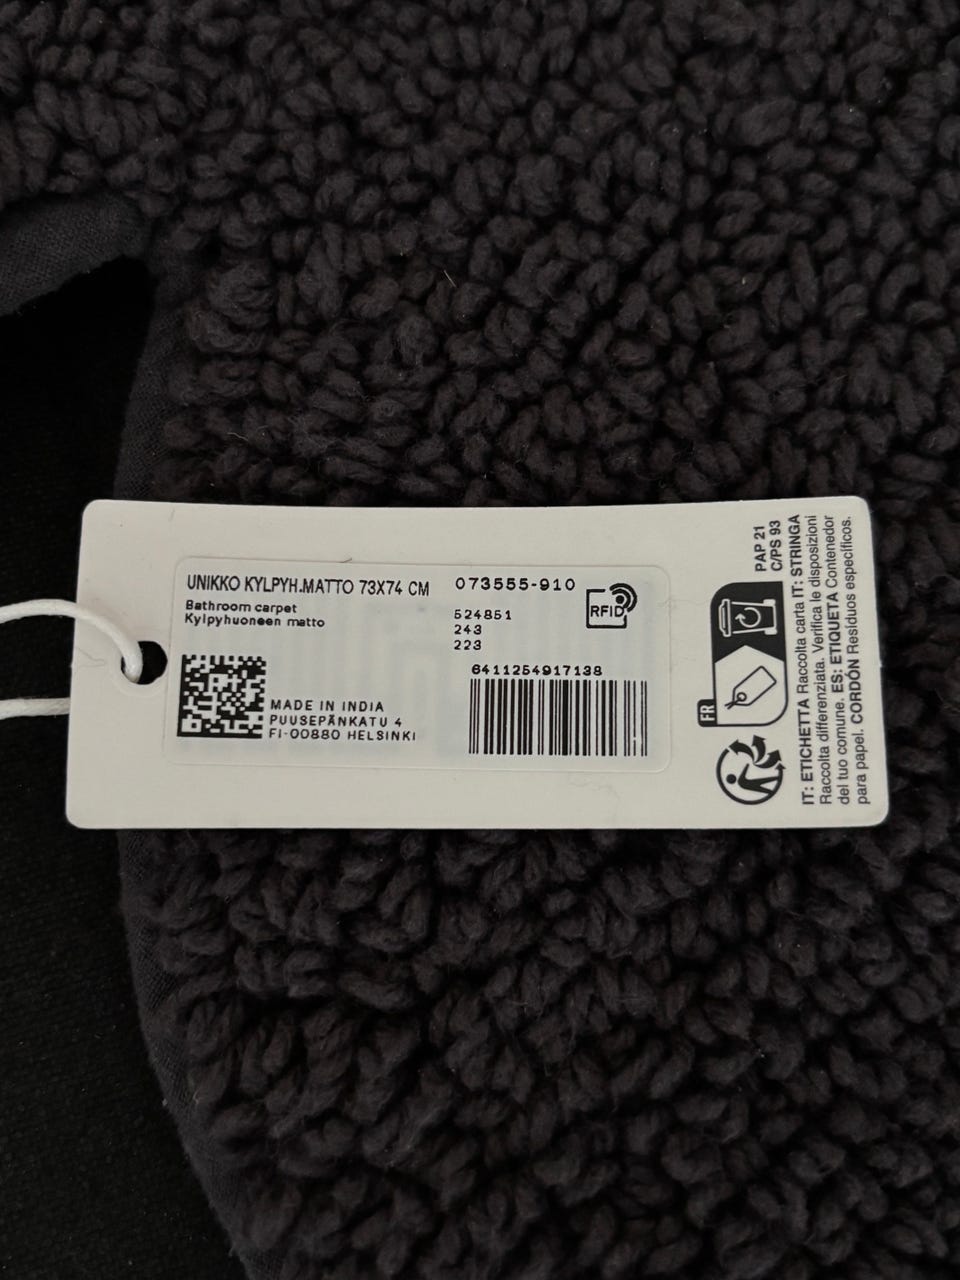 UNIKKO KYLPYH.MATTO 73X74 CM
Bathroom carpet
Kylpyhuoneen matto
073555-910
524851
243
223
RFID
6411254917138
MADE IN INDIA
PUUSEPÄNKATU 4
FI-00880 HELSINKI
PAP 21
C/PS 93
FR
IT: ETICHETTA Raccolta carta IT: STRINGA
Raccolta differenziata. Verifica le disposizioni
del tuo comune. ES: ETIQUETA Contenedor
para papel. CORDÓN Residuos específicos.